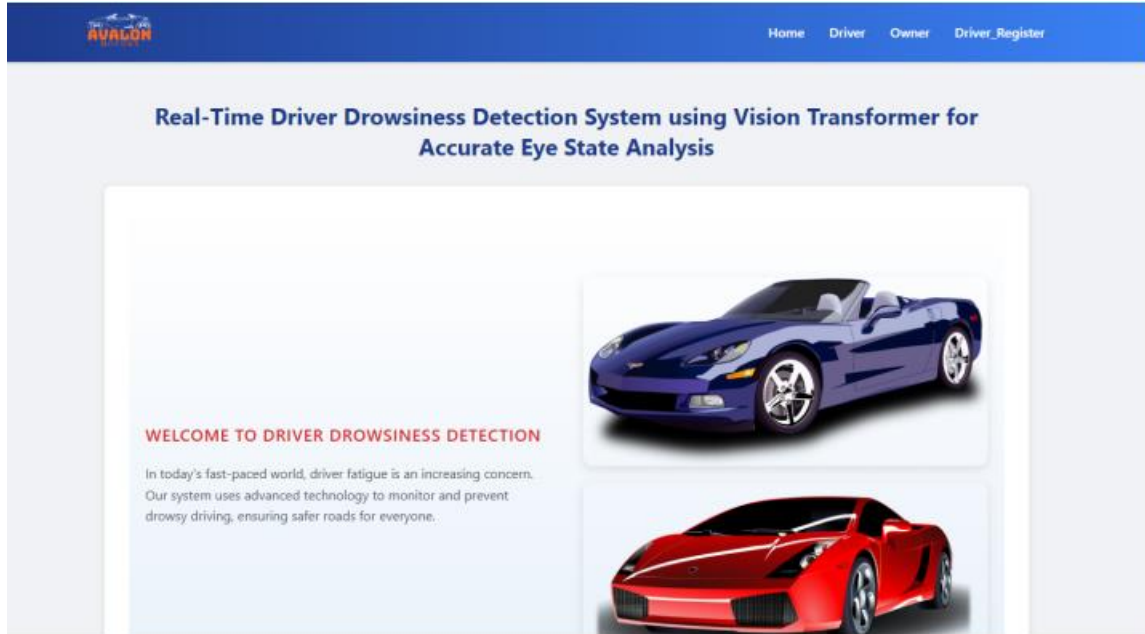 AVALON
Home Driver Owner Driver_Register
Real-Time Driver Drowsiness Detection System using Vision Transformer for
Accurate Eye State Analysis
WELCOME TO DRIVER DROWSINESS DETECTION
In today's fast-paced world, driver fatigue is an increasing concern.
Our system uses advanced technology to monitor and prevent
drowsy driving, ensuring safer roads for everyone.